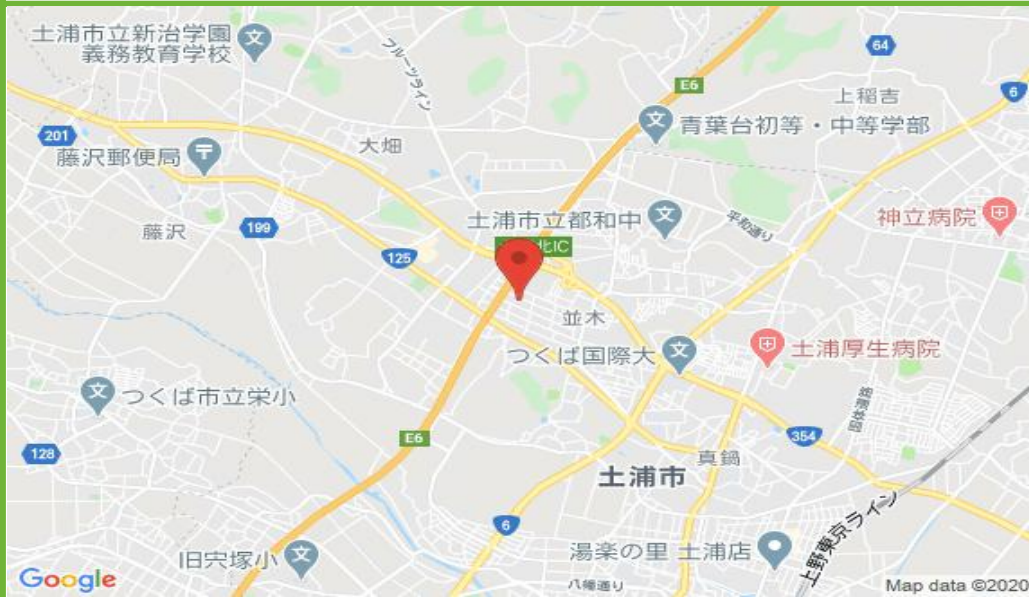 土浦市立新治学園
義務教育学校
フルーツライン
64
E6
6
上稲吉
青葉台初等・中等学部
201
大畑
藤沢郵便局
土浦市立都和中
平和通り
神立病院
藤沢
199
北IC
125
並木
つくば国際大
土浦厚生病院
つくば市立栄小
128
E6
354
真鍋
土浦市
6
上野東京ライン
旧宍塚小
湯楽の里 土浦店
八幡通り
Google
Map data ©2020